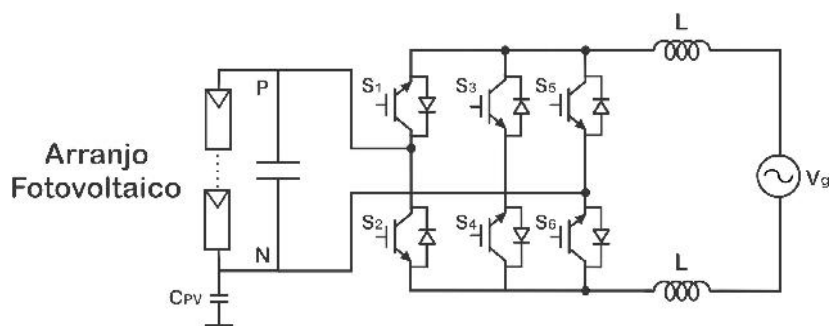 L
P
S1
S3
S5
Arranjo
Fotovoltaico
Vg
S2
S4
S6
N
CPV
L